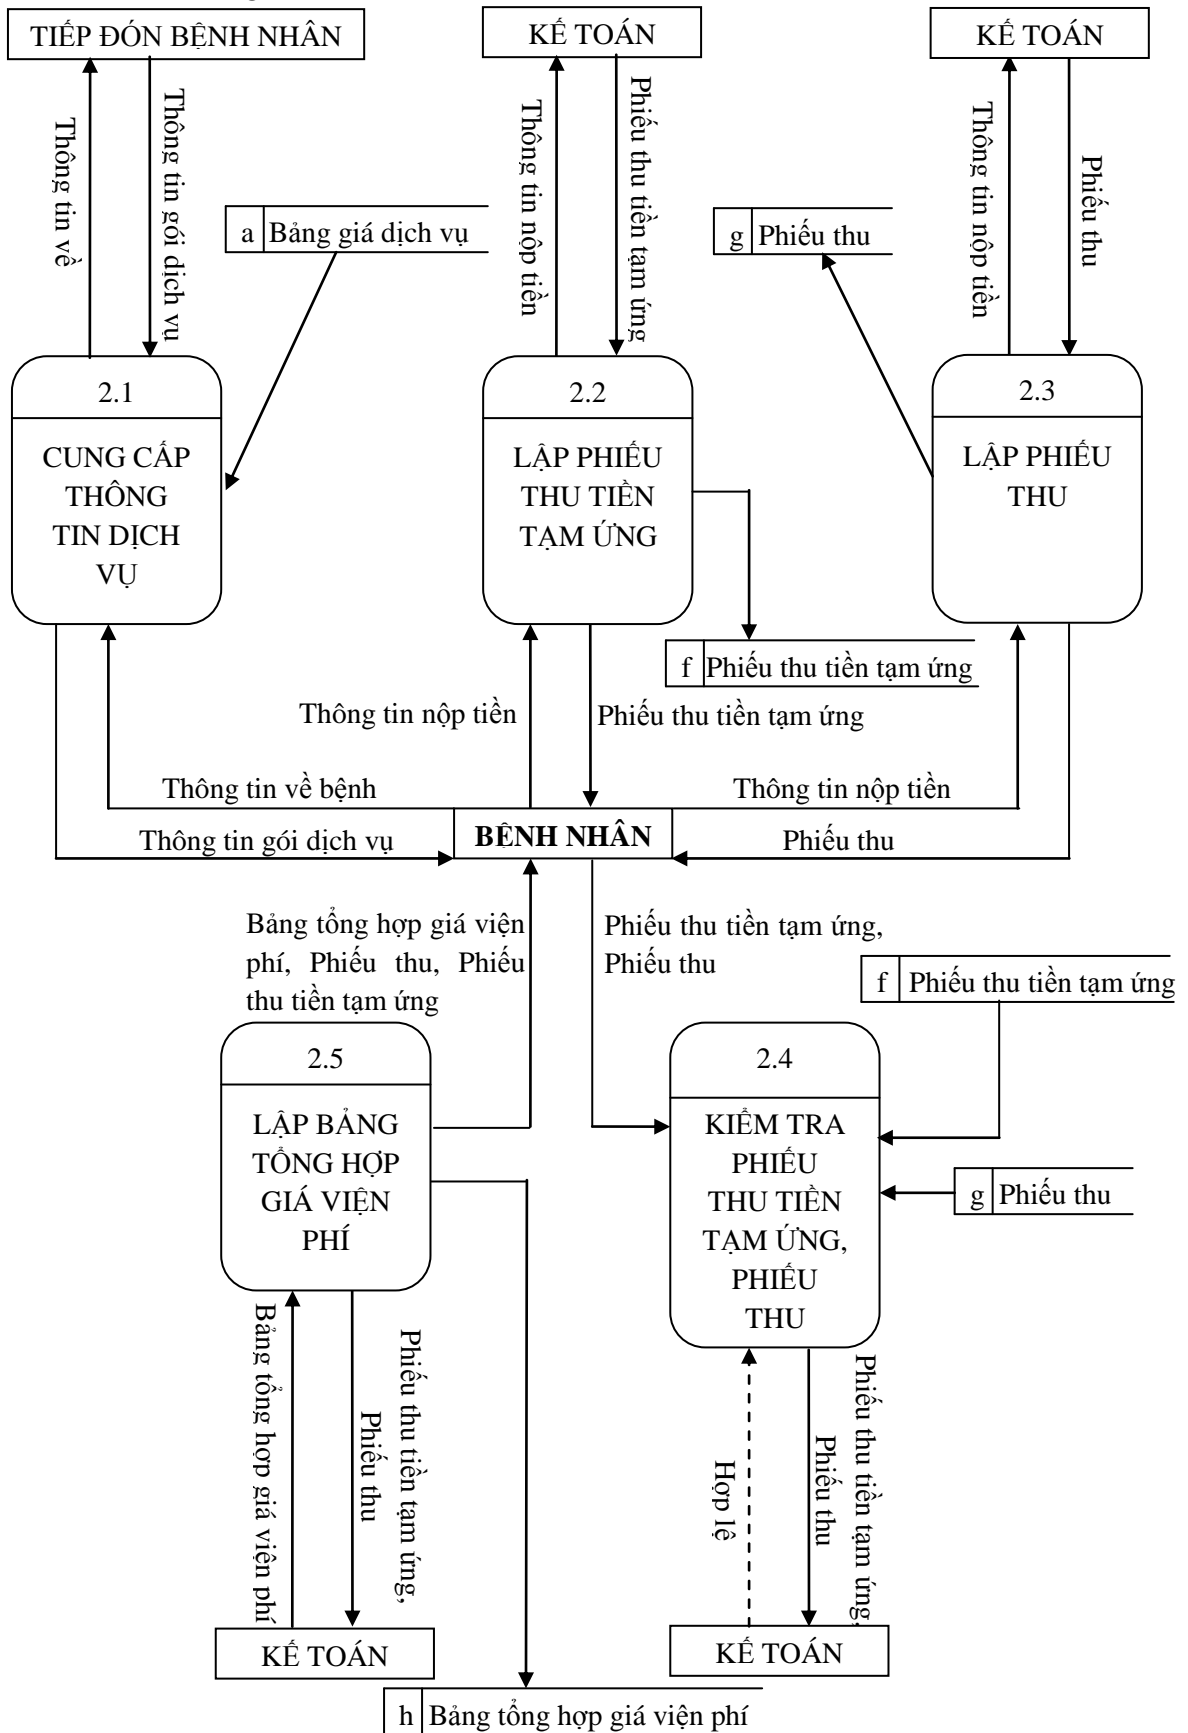 TIẾP ĐÓN BỆNH NHÂN
KẾ TOÁN
KẾ TOÁN
Thông tin về
Thông tin gói dịch vụ
Thông tin nộp tiền
Phiếu thu tiền tạm ứng
Thông tin nộp tiền
Phiếu thu
a Bảng giá dịch vụ
g Phiếu thu
2.1
CUNG CẤP
THÔNG
TIN DỊCH
VỤ
2.2
LẬP PHIẾU
THU TIỀN
TẠM ỨNG
2.3
LẬP PHIẾU
THU
f Phiếu thu tiền tạm ứng
Thông tin nộp tiền
Phiếu thu tiền tạm ứng
Thông tin về bệnh
Thông tin nộp tiền
Thông tin gói dịch vụ
BỆNH NHÂN
Phiếu thu
Bảng tổng hợp giá viện
phí, Phiếu thu, Phiếu
thu tiền tạm ứng
Phiếu thu tiền tạm ứng,
Phiếu thu
f Phiếu thu tiền tạm ứng
2.5
LẬP BẢNG
TỔNG HỢP
GIÁ VIỆN
PHÍ
2.4
KIỂM TRA
PHIẾU
THU TIỀN
TẠM ỨNG,
PHIẾU
THU
g Phiếu thu
Bảng tổng hợp giá viện phí
Phiếu thu tiền tạm ứng,
Phiếu thu
Hợp lệ
Phiếu thu tiền tạm ứng,
Phiếu thu
KẾ TOÁN
KẾ TOÁN
h Bảng tổng hợp giá viện phí